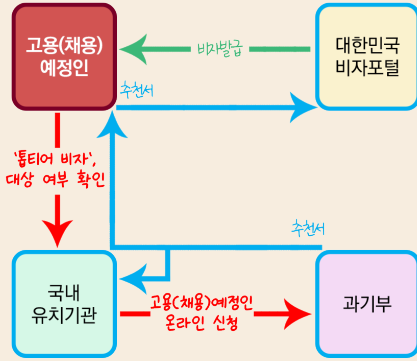 고용(채용)
예정인
비자발급
대한민국
비자포털
추천서
'톱티어 비자',
대상 여부 확인
추천서
국내
유치기관
고용(채용)예정인
온라인 신청
과기부